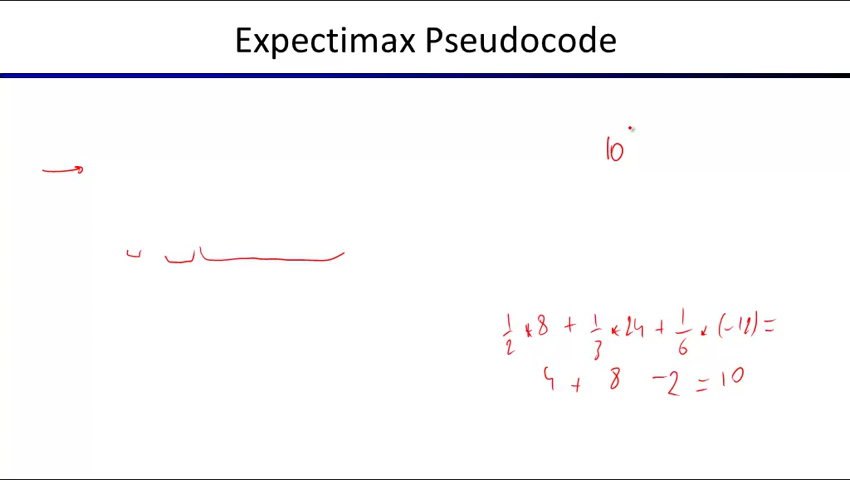 Expectimax Pseudocode
10
1/2 * 8 + 1/3 * 24 + 1/6 * (-12) =
4 + 8 -2 = 10